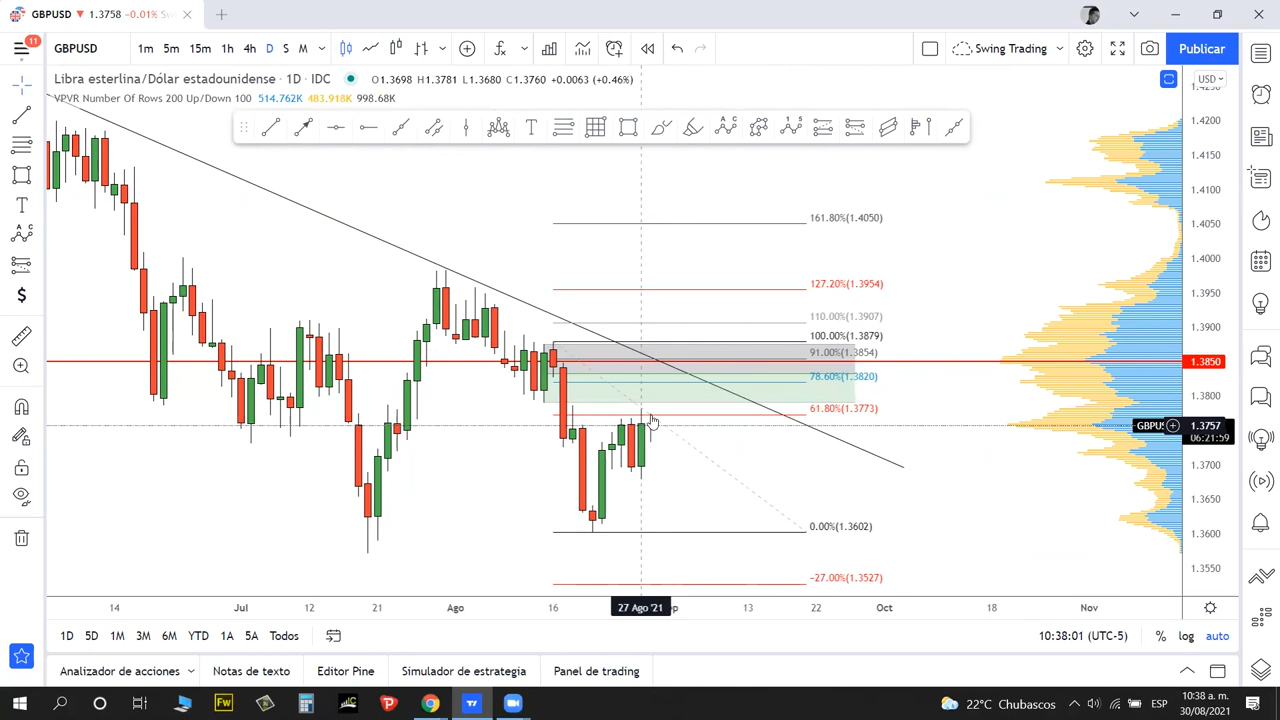 GBPUSD ▼ 1.3758 −0.01% Sw
11
GBPUSD
1m 5m 15m 1h 4h D S M
Swing Trading
Publicar
Libra esterlina/Dólar estadounidense · 1D · IDC
O1.3698 H1.3781 L1.3680 C1.3760 +0.0063 (+0.46%)
USD
VPVR Number Of Rows 200 Up/Down 100 514.762K 483.918K 998.68K
1.4200
1.4150
1.4100
1.4050
1.4000
1.3950
1.3900
1.3850
1.3800
1.3757
06:21:59
1.3700
1.3650
1.3600
1.3550
161.80%(1.4050)
127.20%(1.3954)
110.00%(1.3907)
100.00%(1.3879)
91.00%(1.3854)
78.60%(1.3820)
61.80%(1.3773)
0.00%(1.3602)
−27.00%(1.3527)
14 Jul 12 21 Ago 16 27 Ago '21 13 22 Oct 18 Nov
1D 5D 1M 3M 6M YTD 1A 5A Todos
10:38:01 (UTC-5) % log auto
Analizador de acciones Notas de texto Editor Pine Simulador de estrategia Panel de trading
Fw
22°C Chubascos
ESP
10:38 a. m.
30/08/2021